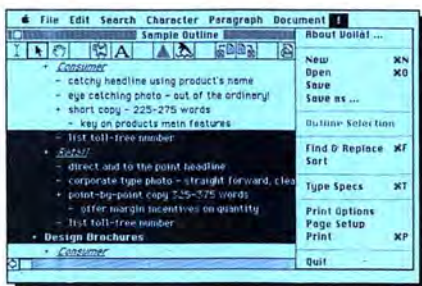 File Edit Search Character Paragraph Document
Sample Outline
Consumer
- catchy headline using product's name
- eye catching photo - out of the ordinary!
+ short copy - 225-275 words
- key on products main features
- list toll-free number
+ Retail
- direct and to the point headline
- corporate type photo - straight forward, clea
+ point-by-point copy 325-375 words
- offer margin incentives on quantity
- list toll-free number
+ Design Brochures
+ Consumer
About Voila! ...
New ⌘N
Open ⌘O
Save
Save as ...
Outline Selection
Find & Replace ⌘F
Sort
Type Specs ⌘T
Print Options
Page Setup
Print ⌘P
Quit